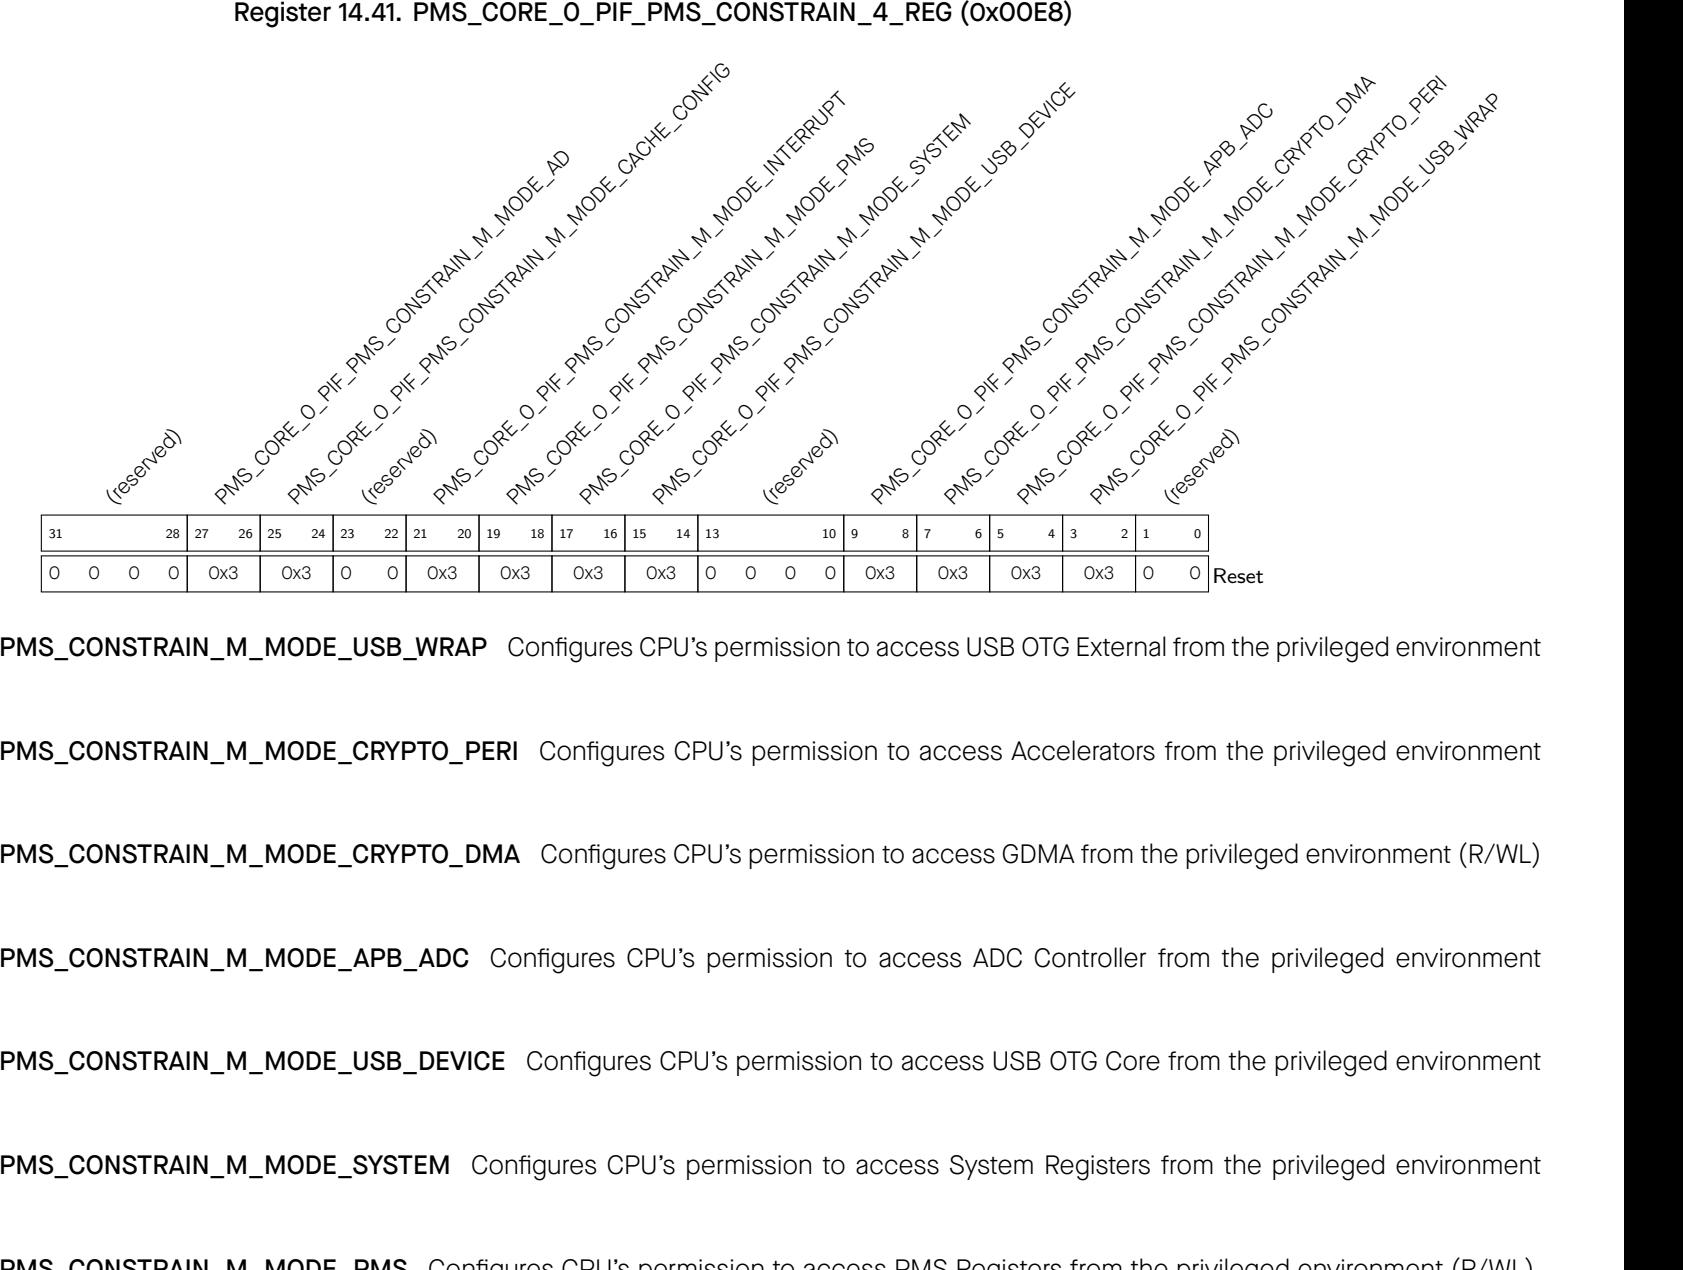 Register 14.41. PMS_CORE_0_PIF_PMS_CONSTRAIN_4_REG (0x00E8)
(reserved)
PMS_CORE_0_PIF_PMS_CONSTRAIN_M_MODE_AD
PMS_CORE_0_PIF_PMS_CONSTRAIN_M_MODE_CACHE_CONFIG
(reserved)
PMS_CORE_0_PIF_PMS_CONSTRAIN_M_MODE_INTERRUPT
PMS_CORE_0_PIF_PMS_CONSTRAIN_M_MODE_PMS
PMS_CORE_0_PIF_PMS_CONSTRAIN_M_MODE_SYSTEM
PMS_CORE_0_PIF_PMS_CONSTRAIN_M_MODE_USB_DEVICE
(reserved)
PMS_CORE_0_PIF_PMS_CONSTRAIN_M_MODE_APB_ADC
PMS_CORE_0_PIF_PMS_CONSTRAIN_M_MODE_CRYPTO_DMA
PMS_CORE_0_PIF_PMS_CONSTRAIN_M_MODE_CRYPTO_PERI
PMS_CORE_0_PIF_PMS_CONSTRAIN_M_MODE_USB_WRAP
(reserved)
31 28 27 26 25 24 23 22 21 20 19 18 17 16 15 14 13 10 9 8 7 6 5 4 3 2 1 0
0 0 0 0 0x3 0x3 0 0 0x3 0x3 0x3 0x3 0 0 0 0 0x3 0x3 0x3 0x3 0 0 Reset
PMS_CONSTRAIN_M_MODE_USB_WRAP Configures CPU's permission to access USB OTG External from the privileged environment
PMS_CONSTRAIN_M_MODE_CRYPTO_PERI Configures CPU's permission to access Accelerators from the privileged environment
PMS_CONSTRAIN_M_MODE_CRYPTO_DMA Configures CPU's permission to access GDMA from the privileged environment (R/WL)
PMS_CONSTRAIN_M_MODE_APB_ADC Configures CPU's permission to access ADC Controller from the privileged environment
PMS_CONSTRAIN_M_MODE_USB_DEVICE Configures CPU's permission to access USB OTG Core from the privileged environment
PMS_CONSTRAIN_M_MODE_SYSTEM Configures CPU's permission to access System Registers from the privileged environment
PMS_CONSTRAIN_M_MODE_PMS Configures CPU's permission to access PMS Registers from the privileged environment (R/WL)